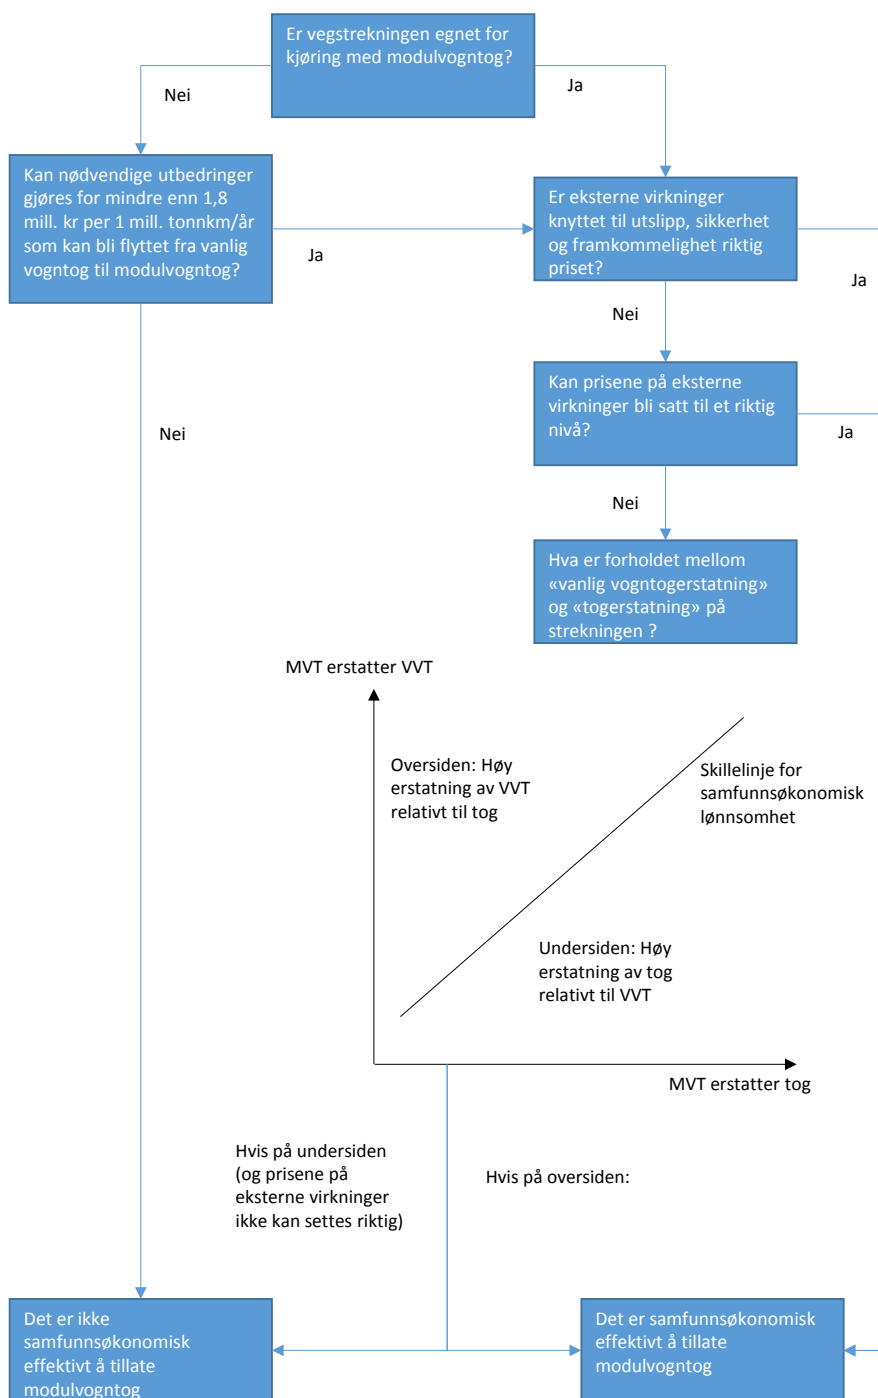 Er vegstrekningen egnet for
kjøring med modulvogntog?
Nei
Ja
Kan nødvendige utbedringer
gjøres for mindre enn 1,8
mill. kr per 1 mill. tonnkm/år
som kan bli flyttet fra vanlig
vogntog til modulvogntog?
Ja
Er eksterne virkninger
knyttet til utslipp, sikkerhet
og framkommelighet riktig
priset?
Ja
Nei
Kan prisene på eksterne
virkninger bli satt til et riktig
nivå?
Ja
Nei
Nei
Hva er forholdet mellom
«vanlig vogntogerstatning»
og «togerstatning» på
strekningen ?
MVT erstatter VVT
Oversiden: Høy
erstatning av VVT
relativt til tog
Skillelinje for
samfunnsøkonomisk
lønnsomhet
Undersiden: Høy
erstatning av tog
relativt til VVT
MVT erstatter tog
Hvis på undersiden
(og prisene på
eksterne virkninger
ikke kan settes riktig)
Hvis på oversiden:
Det er ikke
samfunnsøkonomisk
effektivt å tillate
modulvogntog
Det er samfunnsøkonomisk
effektivt å tillate
modulvogntog